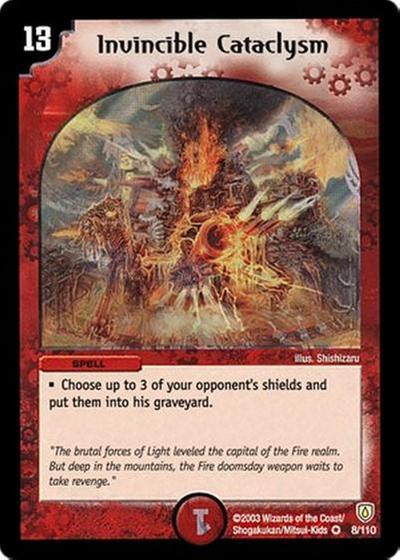 13
Invincible Cataclysm
illus. Shishizaru
SPELL
▪ Choose up to 3 of your opponent's shields and
put them into his graveyard.
"The brutal forces of Light leveled the capital of the Fire realm.
But deep in the mountains, the Fire doomsday weapon waits to
take revenge."
©2003 Wizards of the Coast/
Shogakukan/Mitsui-Kids ✪ 8/110